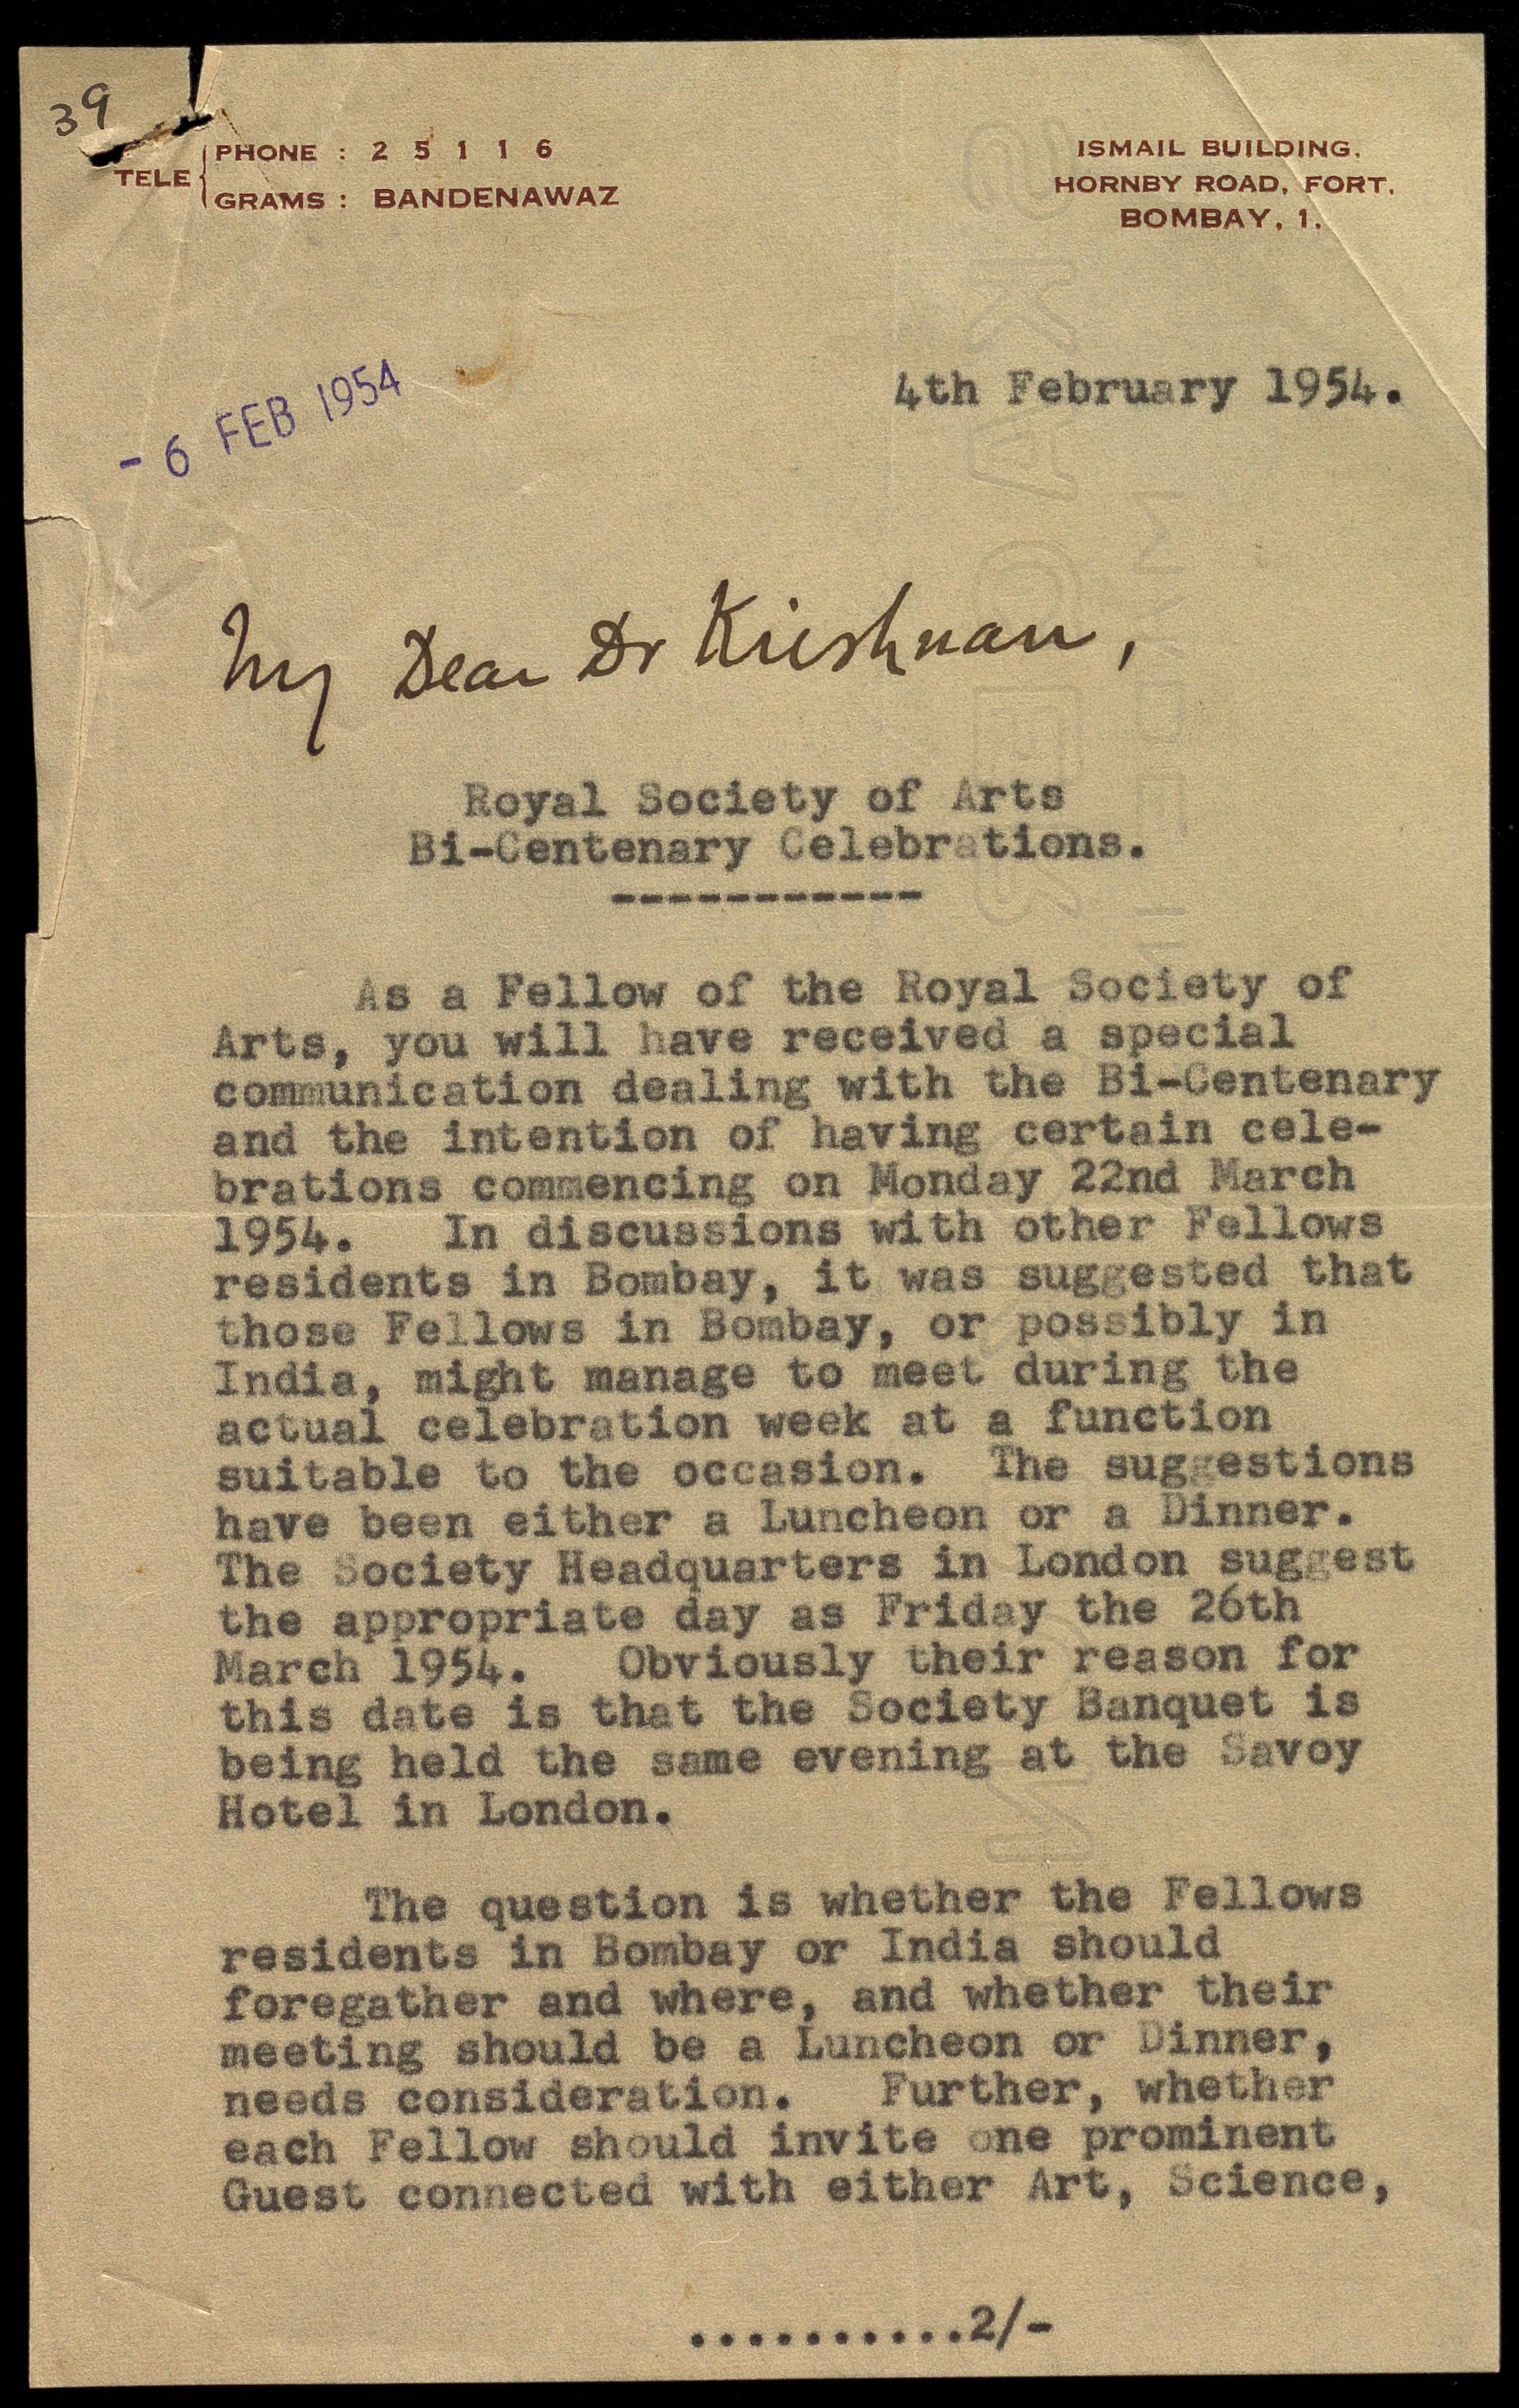 39
TELE { PHONE : 2 5 1 1 6
GRAMS : BANDENAWAZ
ISMAIL BUILDING,
HORNBY ROAD, FORT,
BOMBAY, 1.
4th February 1954.
- 6 FEB 1954
My Dear Dr Krishnan,
Royal Society of Arts
Bi-Centenary Celebrations.
-----------
As a Fellow of the Royal Society of
Arts, you will have received a special
communication dealing with the Bi-Centenary
and the intention of having certain cele-
brations commencing on Monday 22nd March
1954. In discussions with other Fellows
residents in Bombay, it was suggested that
those Fellows in Bombay, or possibly in
India, might manage to meet during the
actual celebration week at a function
suitable to the occasion. The suggestions
have been either a Luncheon or a Dinner.
The Society Headquarters in London suggest
the appropriate day as Friday the 26th
March 1954. Obviously their reason for
this date is that the Society Banquet is
being held the same evening at the Savoy
Hotel in London.
The question is whether the Fellows
residents in Bombay or India should
foregather and where, and whether their
meeting should be a Luncheon or Dinner,
needs consideration. Further, whether
each Fellow should invite one prominent
Guest connected with either Art, Science,
..........2/-